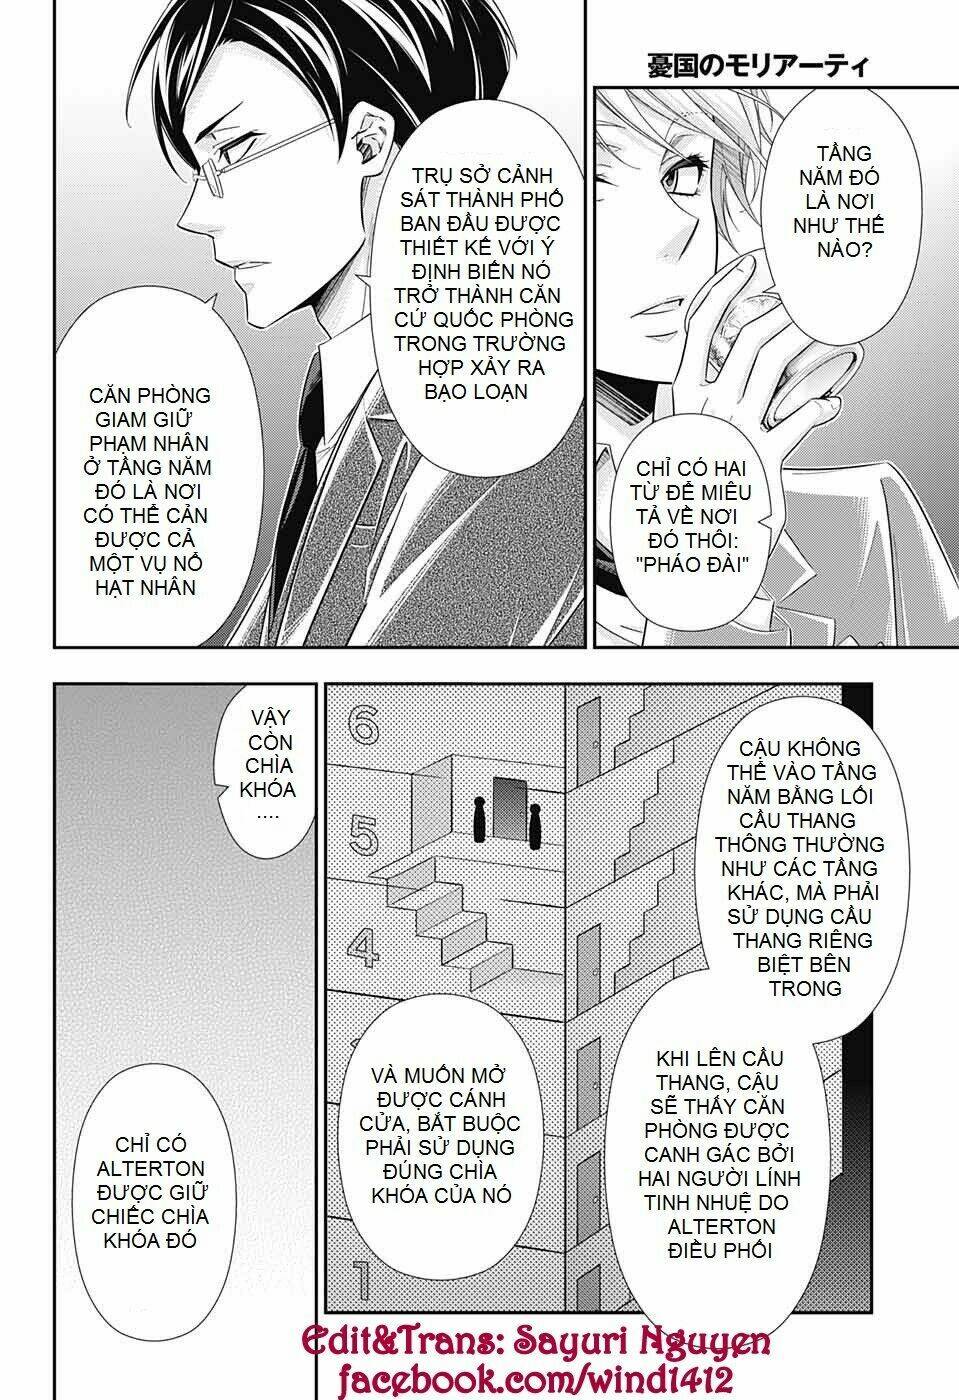 憂国のモリアーティ
TẦNG
NĂM ĐÓ
LÀ NƠI
NHƯ THẾ
NÀO?
CHỈ CÓ HAI
TỪ ĐỂ MIÊU
TẢ VỀ NƠI
ĐÓ THÔI:
"PHÁO ĐÀI"
TRỤ SỞ CẢNH
SÁT THÀNH PHỐ
BAN ĐẦU ĐƯỢC
THIẾT KẾ VỚI Ý
ĐỊNH BIẾN NÓ
TRỞ THÀNH CĂN
CỨ QUỐC PHÒNG
TRONG TRƯỜNG
HỢP XẢY RA
BẠO LOẠN
CĂN PHÒNG
GIAM GIỮ
PHẠM NHÂN
Ở TẦNG NĂM
ĐÓ LÀ NƠI
CÓ THỂ CẢN
ĐƯỢC CẢ
MỘT VỤ NỔ
HẠT NHÂN
CẬU KHÔNG
THỂ VÀO TẦNG
NĂM BẰNG LỐI
CẦU THANG
THÔNG THƯỜNG
NHƯ CÁC TẦNG
KHÁC, MÀ PHẢI
SỬ DỤNG CẦU
THANG RIÊNG
BIỆT BÊN
TRONG
KHI LÊN CẦU
THANG, CẬU
SẼ THẤY CĂN
PHÒNG ĐƯỢC
CANH GÁC BỞI
HAI NGƯỜI LÍNH
TINH NHUỆ DO
ALTERTON
ĐIỀU PHỐI
6
5
4
1
VÀ MUỐN MỞ
ĐƯỢC CÁNH
CỬA, BẮT BUỘC
PHẢI SỬ DỤNG
ĐÚNG CHÌA
KHÓA CỦA NÓ
VẬY
CÒN
CHÌA
KHÓA
....
CHỈ CÓ
ALTERTON
ĐƯỢC GIỮ
CHIẾC CHÌA
KHÓA ĐÓ
Edit&Trans: Sayuri Nguyen
facebook.com/wind1412